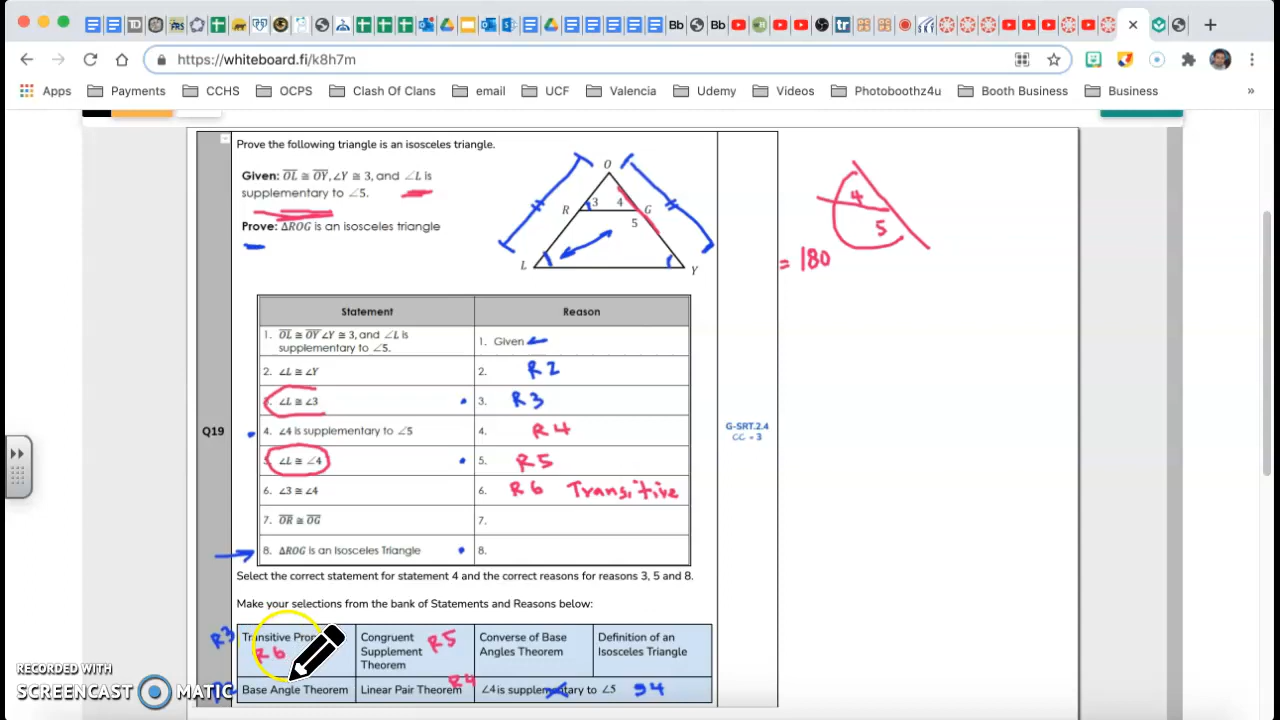 https://whiteboard.fi/k8h7m
Apps Payments CCHS OCPS Clash Of Clans email UCF Valencia Udemy Videos Photoboothz4u Booth Business Business »
Prove the following triangle is an isosceles triangle.
Given: OL ≅ OY, ∠Y ≅ 3, and ∠L is
supplementary to ∠5.
Prove: ΔROG is an isosceles triangle
O
R 3 4 G
5
L Y
4
5
= 180
Statement Reason
1. OL ≅ OY ∠Y ≅ 3, and ∠L is
supplementary to ∠5.
1. Given
2. ∠L ≅ ∠Y 2. R2
∠L ≅ ∠3 3. R3
4. ∠4 is supplementary to ∠5 4. R4
∠L ≅ ∠4 5. R5
6. ∠3 ≅ ∠4 6. R6 Transitive
7. OR ≅ OG 7.
8. ΔROG is an Isosceles Triangle 8.
Q19
G-SRT.2.4
CC = 3
Select the correct statement for statement 4 and the correct reasons for reasons 3, 5 and 8.
Make your selections from the bank of Statements and Reasons below:
R3 Transitive R6
Congruent
Supplement R5
Theorem
Converse of Base
Angles Theorem
Definition of an
Isosceles Triangle
Base Angle Theorem Linear Pair Theorem R4 ∠4 is supplementary to ∠5 S4
RECORDED WITH
SCREENCAST MATIC